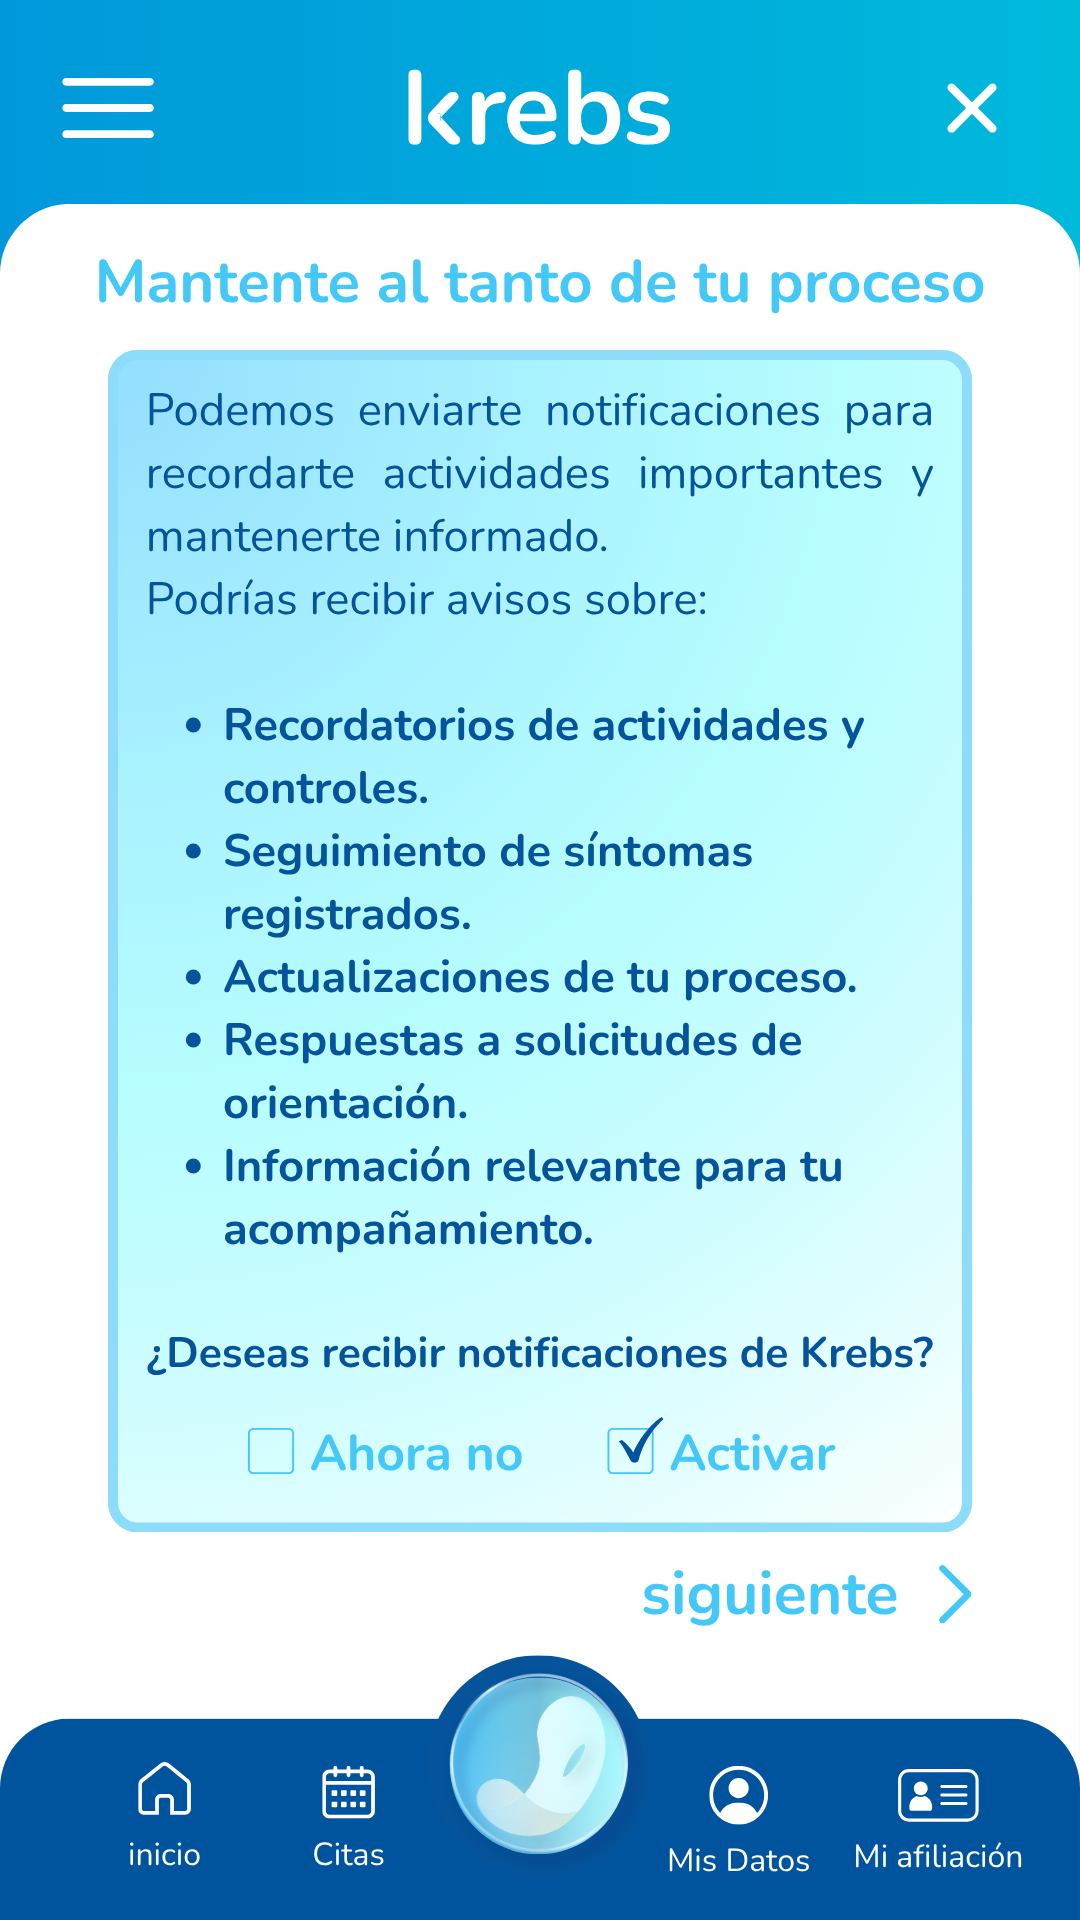 krebs
Mantente al tanto de tu proceso
Podemos enviarte notificaciones para
recordarte actividades importantes y
mantenerte informado.
Podrías recibir avisos sobre:
• Recordatorios de actividades y
controles.
• Seguimiento de síntomas
registrados.
• Actualizaciones de tu proceso.
• Respuestas a solicitudes de
orientación.
• Información relevante para tu
acompañamiento.
¿Deseas recibir notificaciones de Krebs?
Ahora no Activar
siguiente
inicio Citas Mis Datos Mi afiliación